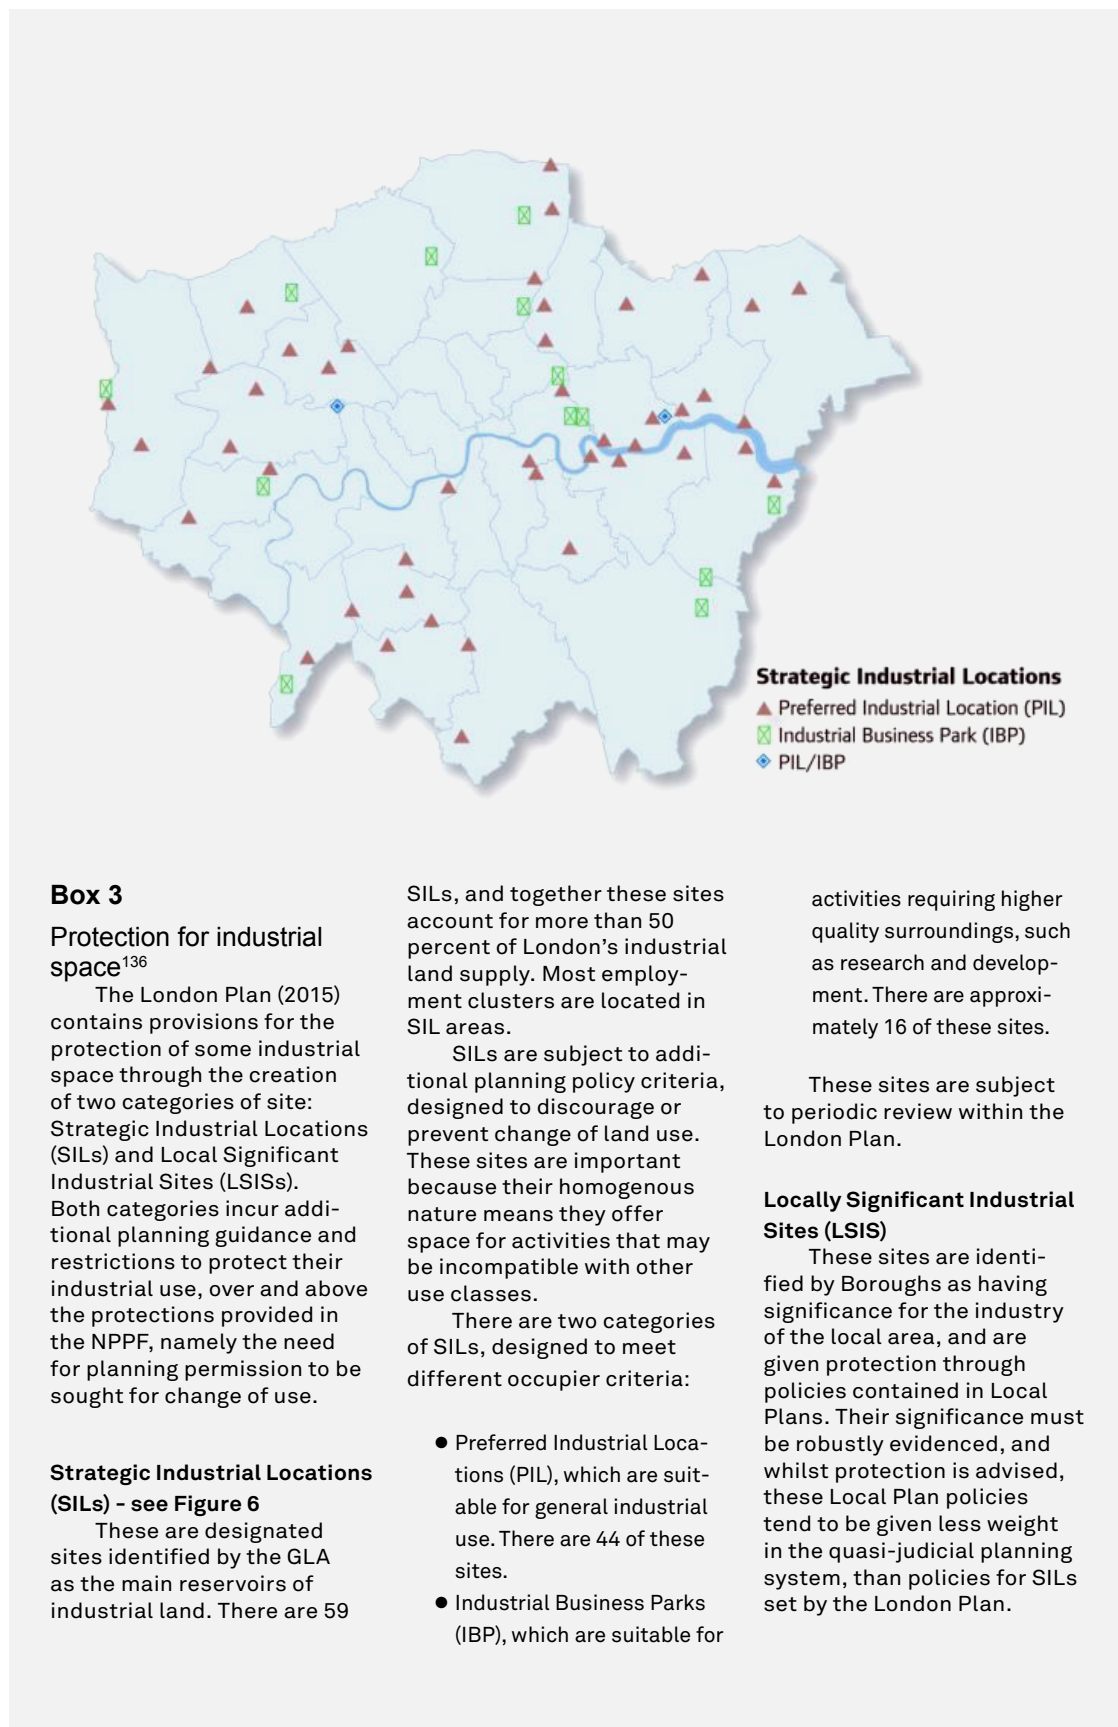 Strategic Industrial Locations
Preferred Industrial Location (PIL)
Industrial Business Park (IBP)
PIL/IBP
Box 3
Protection for industrial
space136
The London Plan (2015)
contains provisions for the
protection of some industrial
space through the creation
of two categories of site:
Strategic Industrial Locations
(SILs) and Local Significant
Industrial Sites (LSISs).
Both categories incur addi-
tional planning guidance and
restrictions to protect their
industrial use, over and above
the protections provided in
the NPPF, namely the need
for planning permission to be
sought for change of use.
Strategic Industrial Locations
(SILs) - see Figure 6
These are designated
sites identified by the GLA
as the main reservoirs of
industrial land. There are 59
SILs, and together these sites
account for more than 50
percent of London's industrial
land supply. Most employ-
ment clusters are located in
SIL areas.
SILs are subject to addi-
tional planning policy criteria,
designed to discourage or
prevent change of land use.
These sites are important
because their homogenous
nature means they offer
space for activities that may
be incompatible with other
use classes.
There are two categories
of SILs, designed to meet
different occupier criteria:
● Preferred Industrial Loca-
tions (PIL), which are suit-
able for general industrial
use. There are 44 of these
sites.
● Industrial Business Parks
(IBP), which are suitable for
activities requiring higher
quality surroundings, such
as research and develop-
ment. There are approxi-
mately 16 of these sites.
These sites are subject
to periodic review within the
London Plan.
Locally Significant Industrial
Sites (LSIS)
These sites are identi-
fied by Boroughs as having
significance for the industry
of the local area, and are
given protection through
policies contained in Local
Plans. Their significance must
be robustly evidenced, and
whilst protection is advised,
these Local Plan policies
tend to be given less weight
in the quasi-judicial planning
system, than policies for SILs
set by the London Plan.